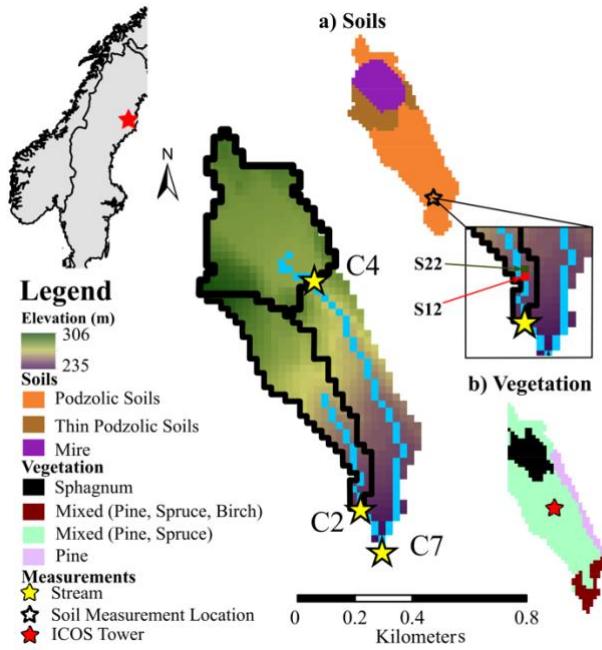 a) Soils
N
C4
S22
S12
Legend
Elevation (m)
306
235
Soils
Podzolic Soils
Thin Podzolic Soils
Mire
Vegetation
Sphagnum
Mixed (Pine, Spruce, Birch)
Mixed (Pine, Spruce)
Pine
Measurements
Stream
Soil Measurement Location
ICOS Tower
b) Vegetation
C2
C7
0 0.2 0.4 0.8
Kilometers